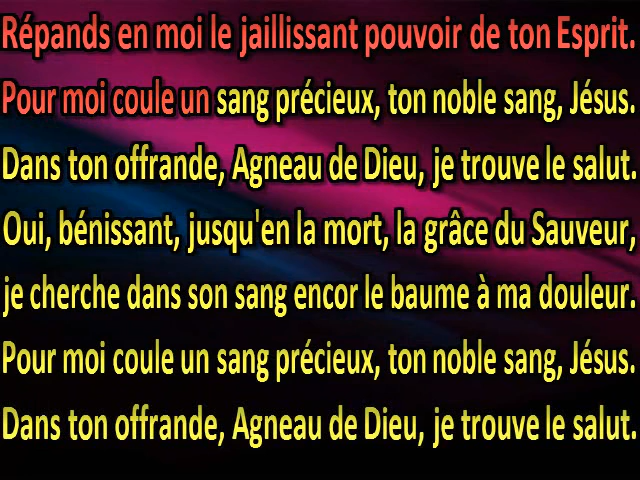 Répands en moi le jaillissant pouvoir de ton Esprit.
Pour moi coule un sang précieux, ton noble sang, Jésus.
Dans ton offrande, Agneau de Dieu, je trouve le salut.
Oui, bénissant, jusqu'en la mort, la grâce du Sauveur,
je cherche dans son sang encor le baume à ma douleur.
Pour moi coule un sang précieux, ton noble sang, Jésus.
Dans ton offrande, Agneau de Dieu, je trouve le salut.